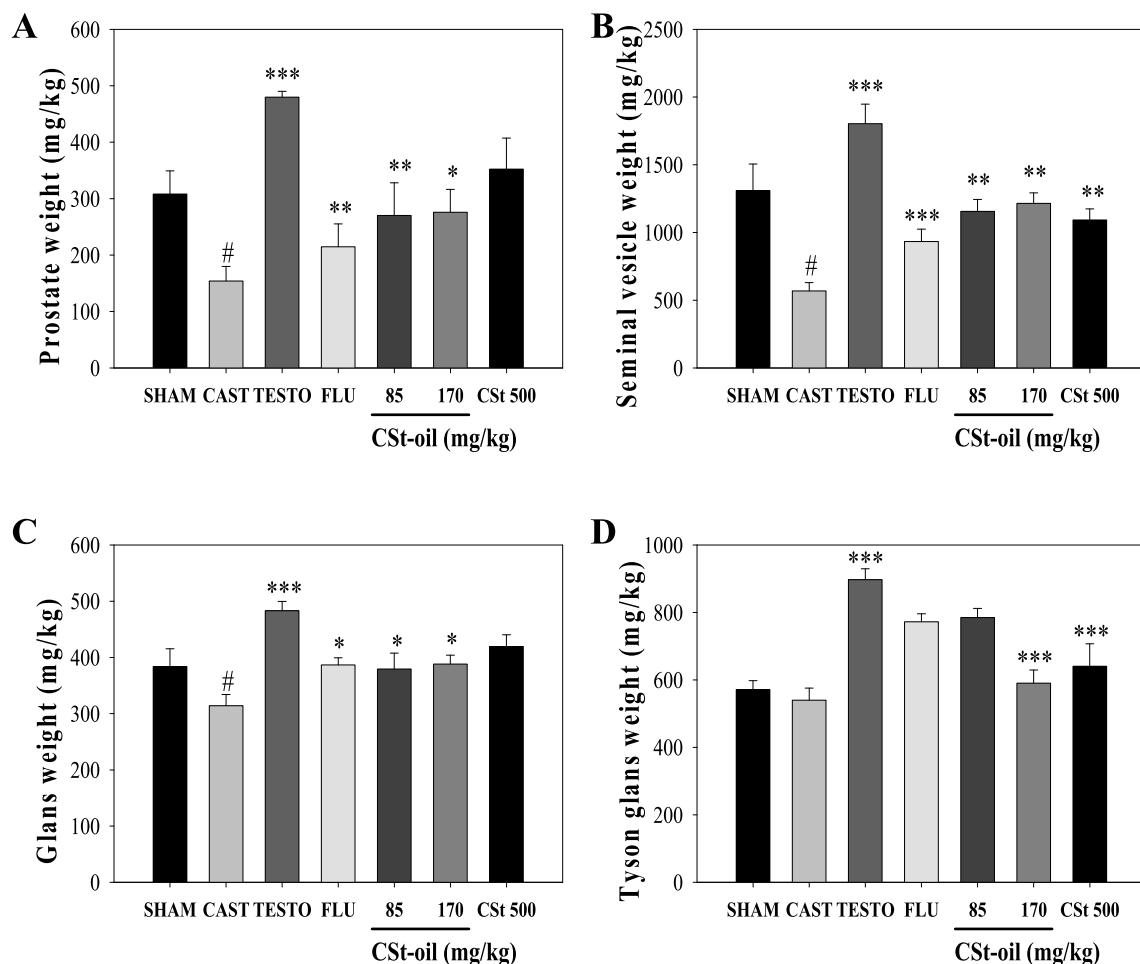 A
Prostate weight (mg/kg)
600
500
400
300
200
100
0
#
***
**
**
*
SHAM CAST TESTO FLU 85 170 CSt 500
CSt-oil (mg/kg)
B
Seminal vesicle weight (mg/kg)
2500
2000
1500
1000
500
0
#
***
***
**
**
**
SHAM CAST TESTO FLU 85 170 CSt 500
CSt-oil (mg/kg)
C
Glans weight (mg/kg)
600
500
400
300
200
100
0
#
***
*
*
*
SHAM CAST TESTO FLU 85 170 CSt 500
CSt-oil (mg/kg)
D
Tyson glans weight (mg/kg)
1000
800
600
400
200
0
***
***
***
SHAM CAST TESTO FLU 85 170 CSt 500
CSt-oil (mg/kg)